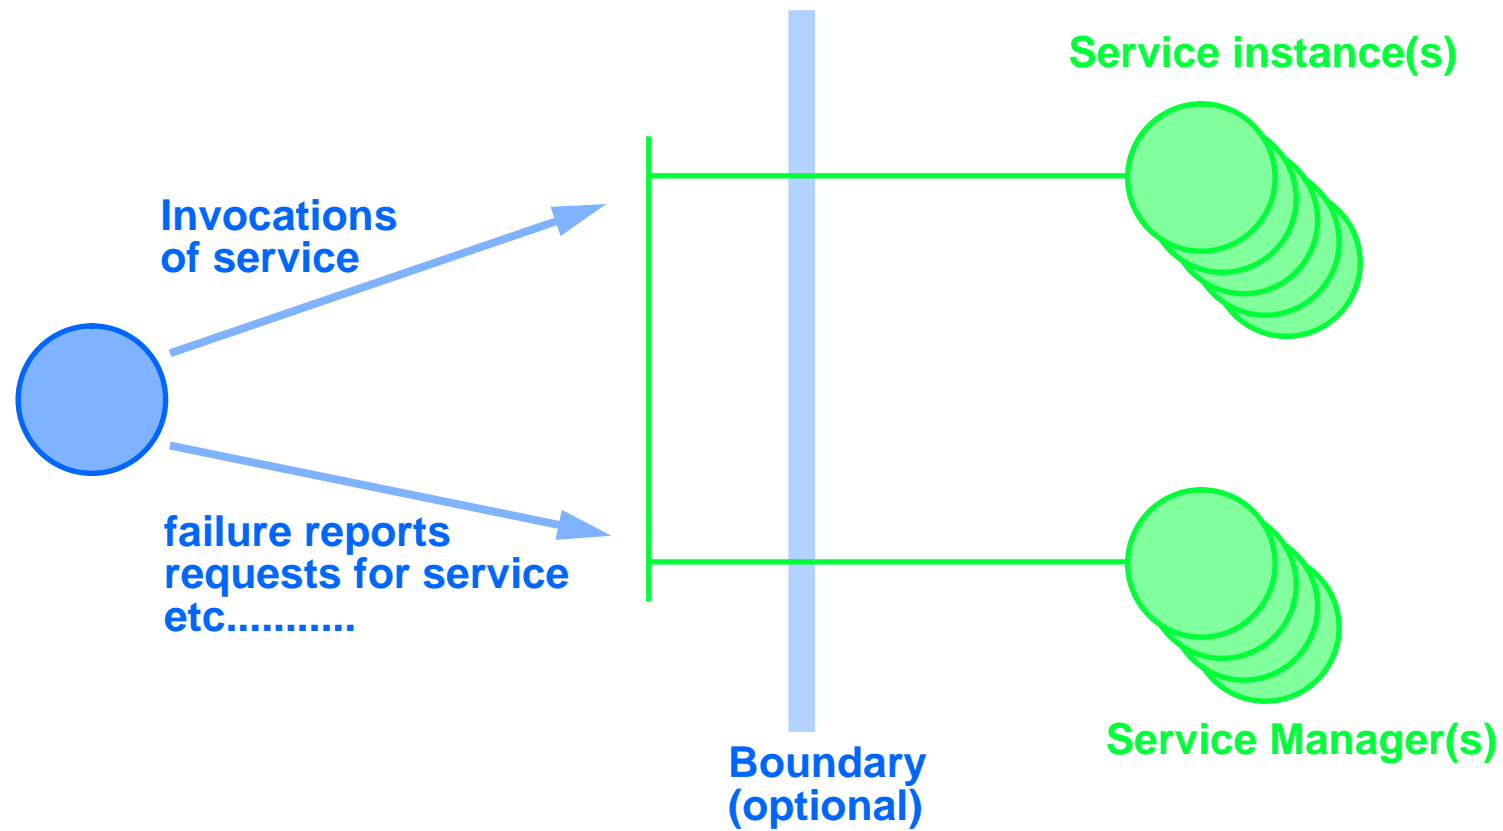 Service instance(s)
Invocations
of service
failure reports
requests for service
etc...........
Service Manager(s)
Boundary
(optional)